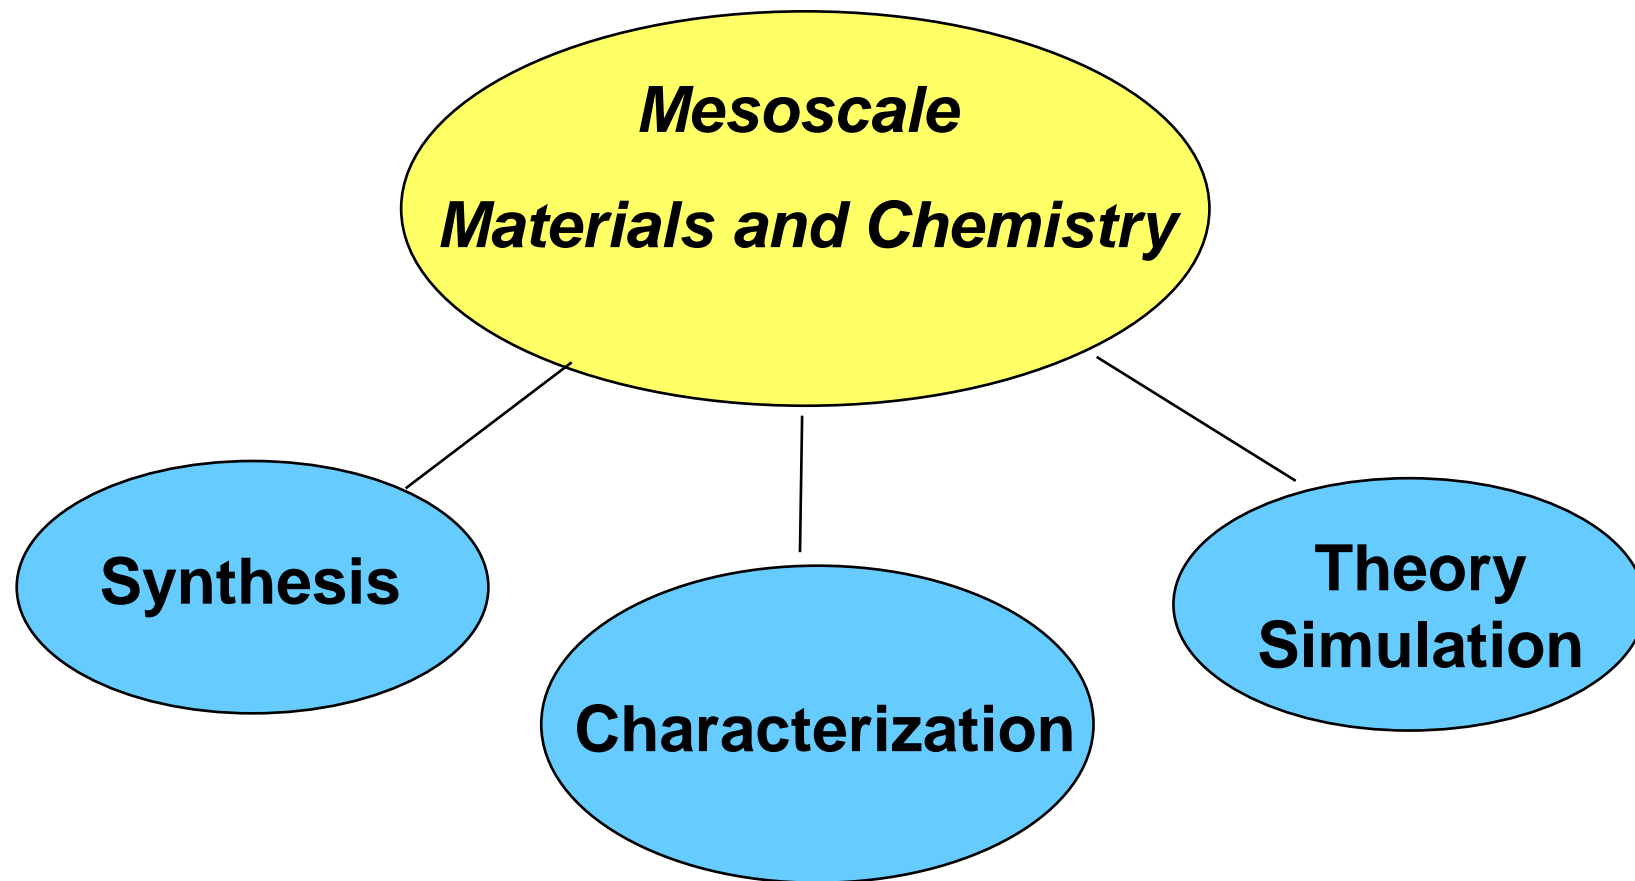 Mesoscale
Materials and Chemistry
Synthesis
Characterization
Theory
Simulation